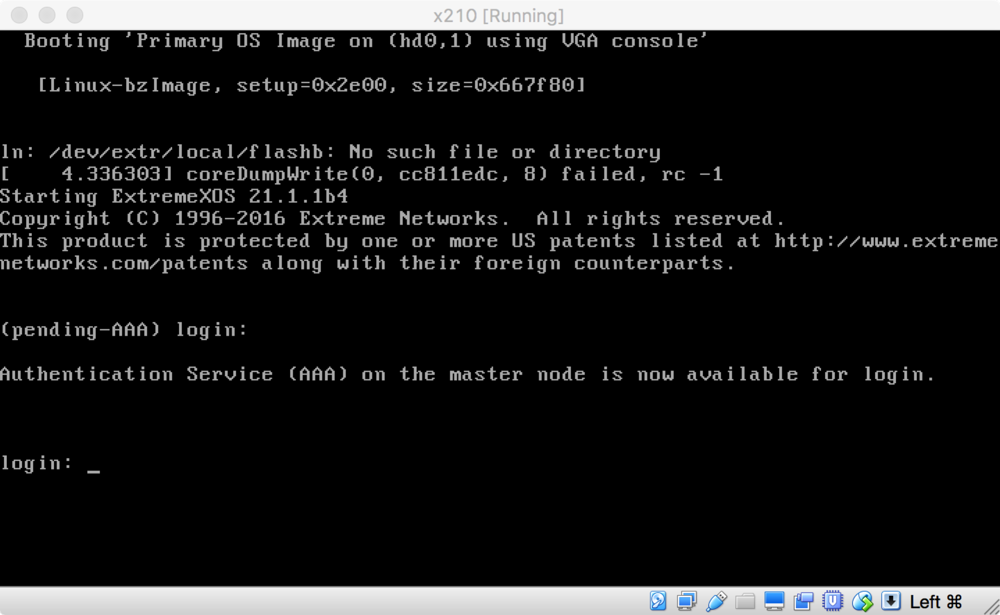 x210 [Running]
Booting 'Primary OS Image on (hd0,1) using VGA console'
[Linux-bzImage, setup=0x2e00, size=0x667f80]
ln: /dev/extr/local/flashb: No such file or directory
[    4.336303] coreDumpWrite(0, cc811edc, 8) failed, rc -1
Starting ExtremeXOS 21.1.1b4
Copyright (C) 1996-2016 Extreme Networks.  All rights reserved.
This product is protected by one or more US patents listed at http://www.extreme
networks.com/patents along with their foreign counterparts.
(pending-AAA) login:
Authentication Service (AAA) on the master node is now available for login.
login: _
Left ⌘